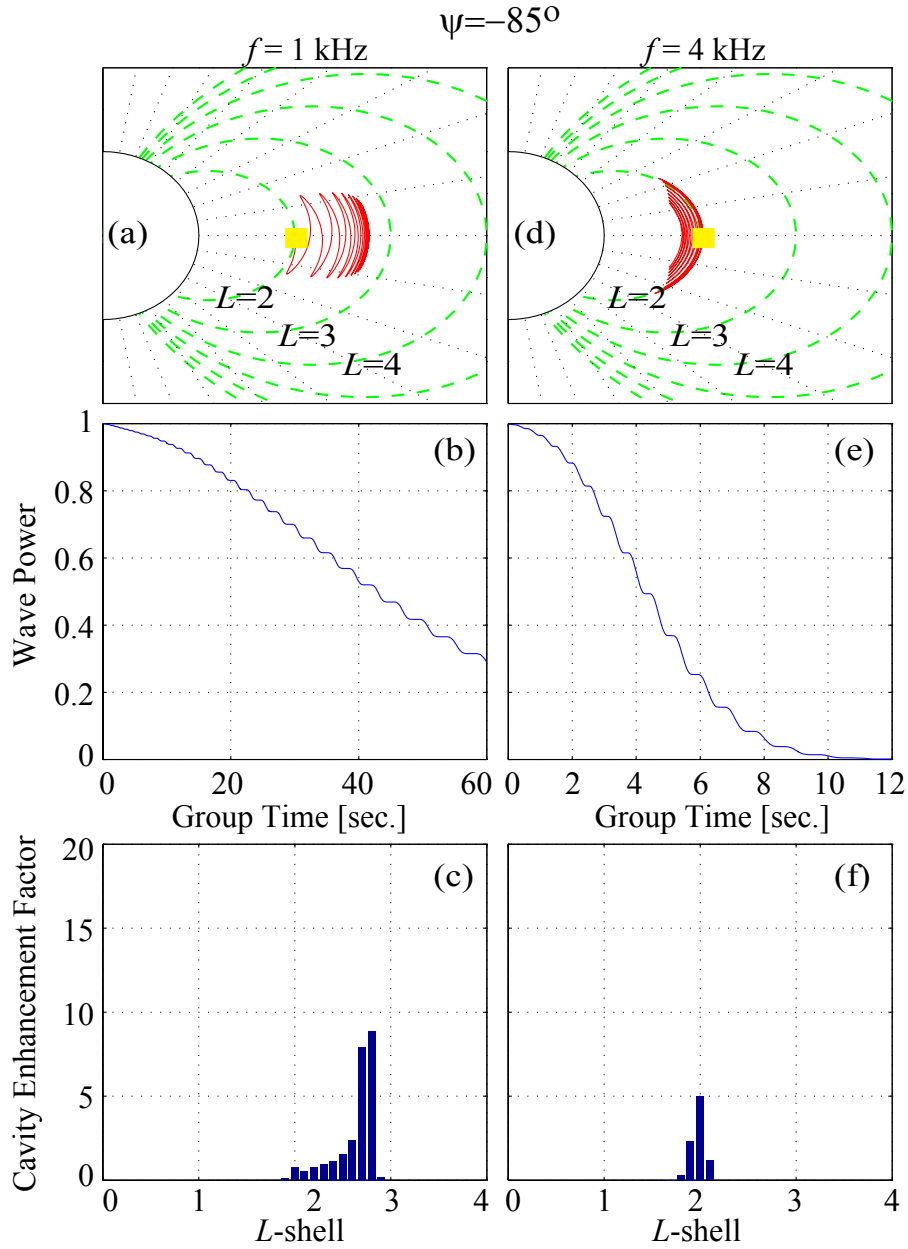 ψ=−85°
f = 1 kHz
f = 4 kHz
(a)
L=2
L=3
L=4
(d)
L=2
L=3
L=4
Wave Power
1
0.8
0.6
0.4
0.2
0
(b)
0 20 40 60
Group Time [sec.]
(e)
0 2 4 6 8 10 12
Group Time [sec.]
Cavity Enhancement Factor
20
15
10
5
0
(c)
0 1 2 3 4
L-shell
(f)
0 1 2 3 4
L-shell